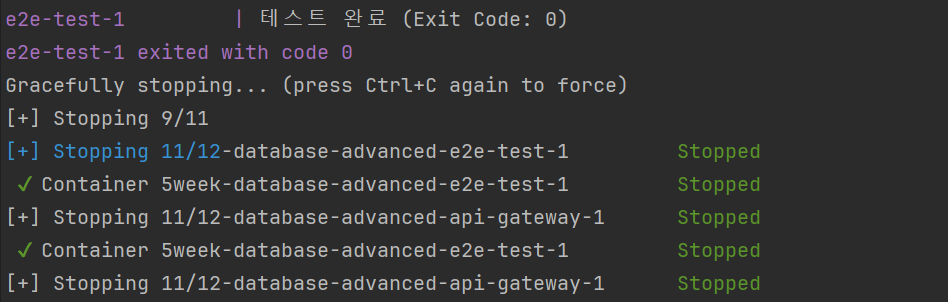 e2e-test-1         | 테스트 완료 (Exit Code: 0)
e2e-test-1 exited with code 0
Gracefully stopping... (press Ctrl+C again to force)
[+] Stopping 9/11
[+] Stopping 11/12-database-advanced-e2e-test-1         Stopped
✓ Container 5week-database-advanced-e2e-test-1         Stopped
[+] Stopping 11/12-database-advanced-api-gateway-1      Stopped
✓ Container 5week-database-advanced-e2e-test-1         Stopped
[+] Stopping 11/12-database-advanced-api-gateway-1      Stopped